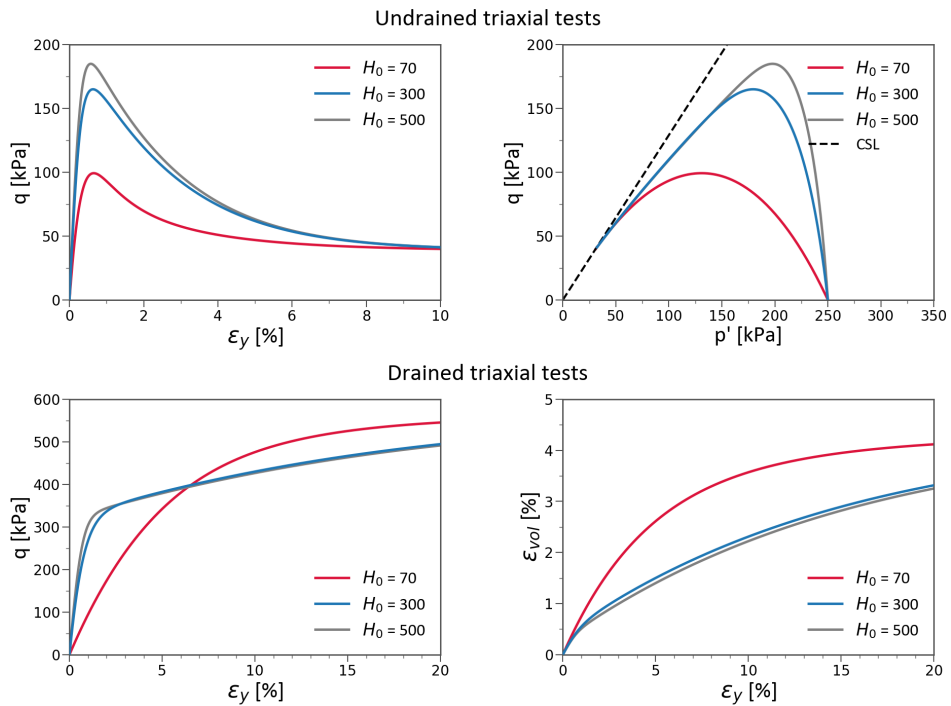 Undrained triaxial tests
200
150
100
50
0
q [kPa]
H0 = 70
H0 = 300
H0 = 500
0 2 4 6 8 10
εy [%]
200
150
100
50
0
q [kPa]
H0 = 70
H0 = 300
H0 = 500
CSL
0 50 100 150 200 250 300 350
p' [kPa]
Drained triaxial tests
600
500
400
300
200
100
0
q [kPa]
H0 = 70
H0 = 300
H0 = 500
0 5 10 15 20
εy [%]
5
4
3
2
1
0
εvol [%]
H0 = 70
H0 = 300
H0 = 500
0 5 10 15 20
εy [%]